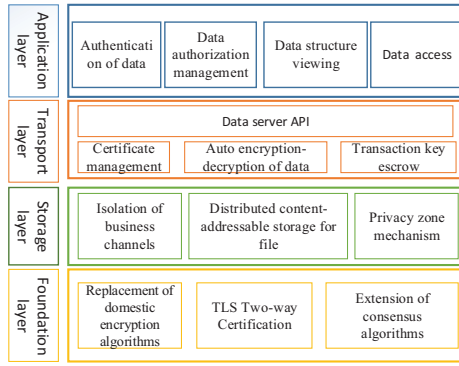 Application
layer
Authenticati
on of data
Data
authorization
management
Data structure
viewing
Data access
Transport
layer
Data server API
Certificate
management
Auto encryption-
decryption of data
Transaction key
escrow
Storage
layer
Isolation of
business
channels
Distributed content-
addressable storage for
file
Privacy zone
mechanism
Foundation
layer
Replacement of
domestic
encryption
algorithms
TLS Two-way
Certification
Extension of
consensus
algorithms